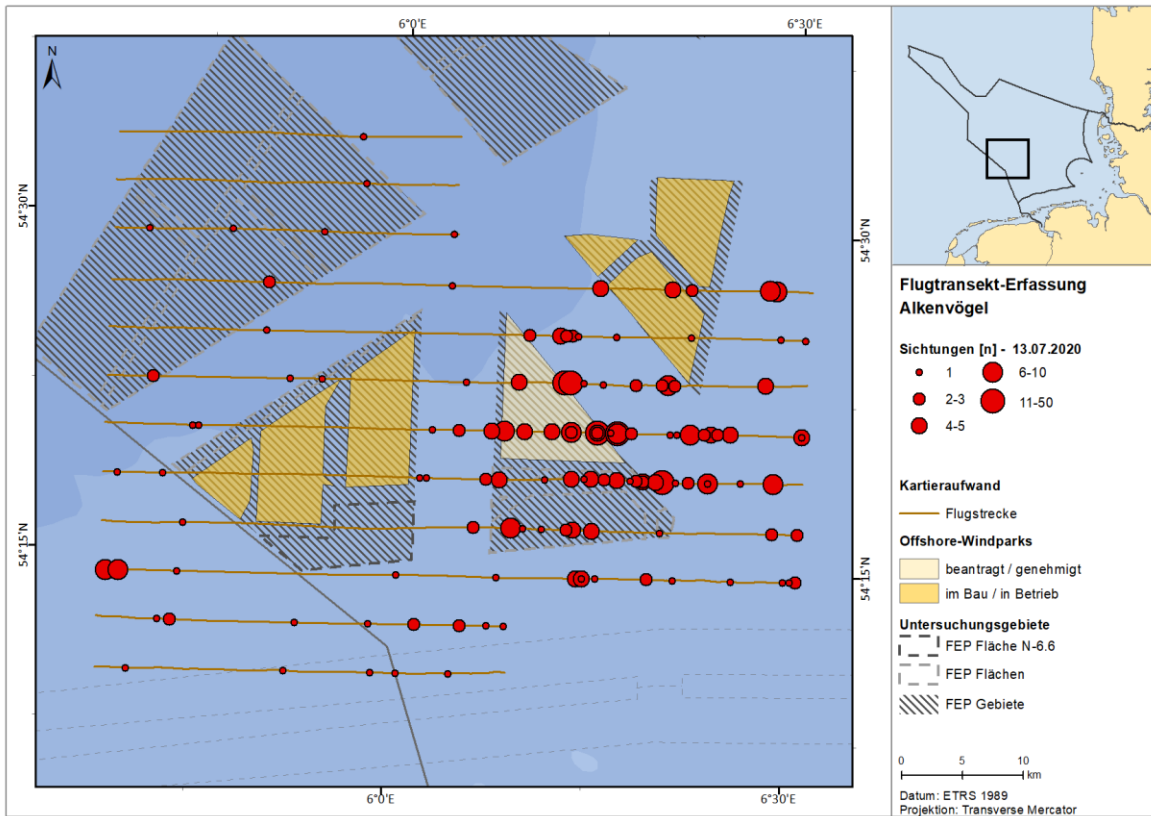 6°0'E
6°30'E
N
54°30'N
54°30'N
54°15'N
54°15'N
6°0'E
6°30'E
Flugtransekt-Erfassung
Alkenvögel
Sichtungen [n] - 13.07.2020
1
6-10
2-3
11-50
4-5
Kartieraufwand
Flugstrecke
Offshore-Windparks
beantragt / genehmigt
im Bau / in Betrieb
Untersuchungsgebiete
FEP Fläche N-6.6
FEP Flächen
FEP Gebiete
0 5 10
km
Datum: ETRS 1989
Projektion: Transverse Mercator